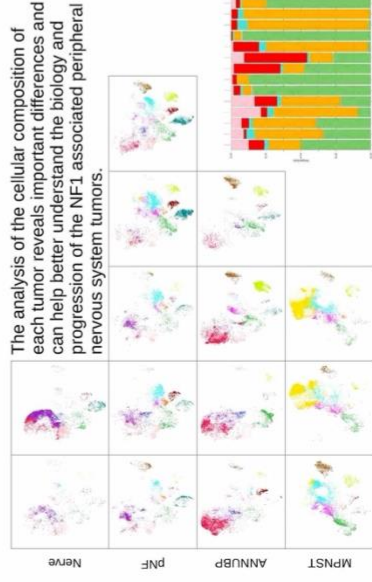 The analysis of the cellular composition of
each tumor reveals important differences and
can help better understand the biology and
progression of the NF1 associated peripheral
nervous system tumors.
Nerve
pNF
ANNUBP
MPNST